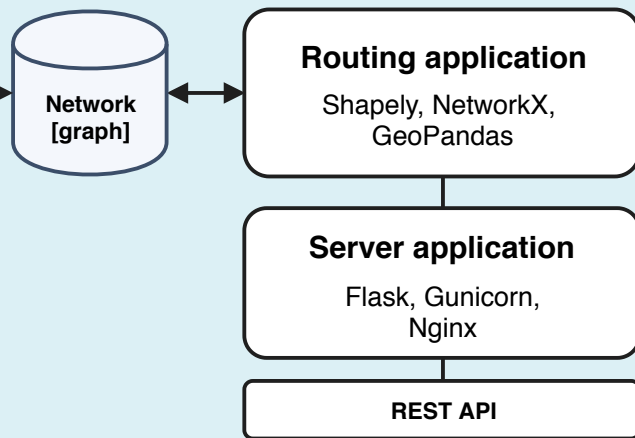 Network
[graph]
Routing application
Shapely, NetworkX,
GeoPandas
Server application
Flask, Gunicorn,
Nginx
REST API